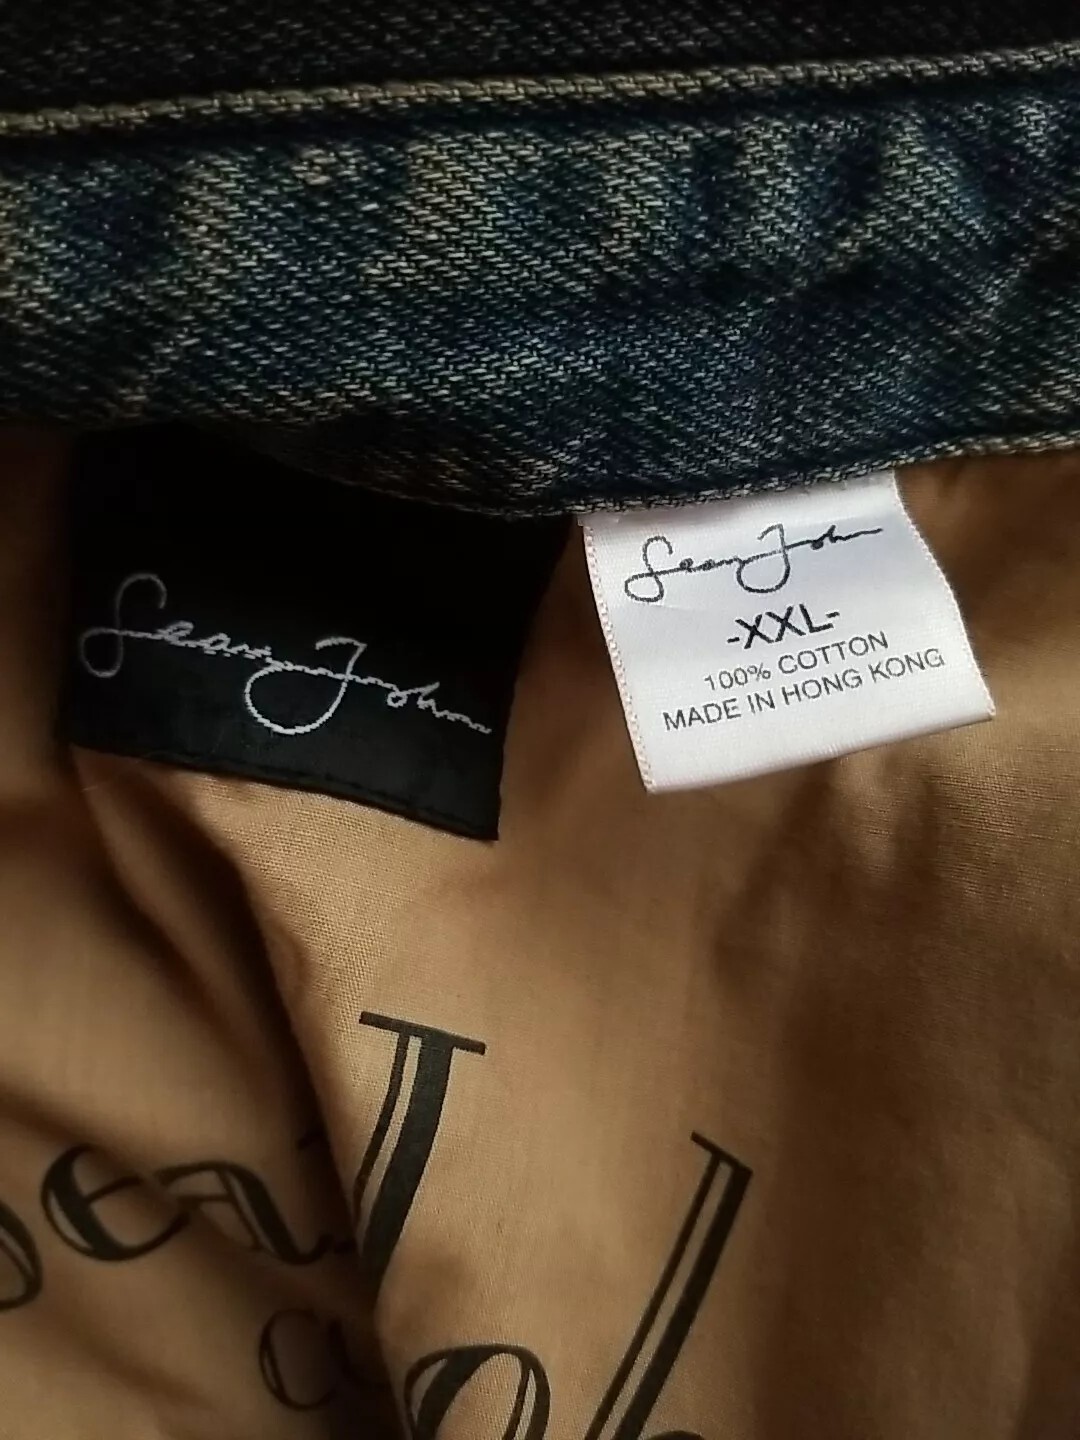 Sean John
Sean John
-XXL-
100% COTTON
MADE IN HONG KONG